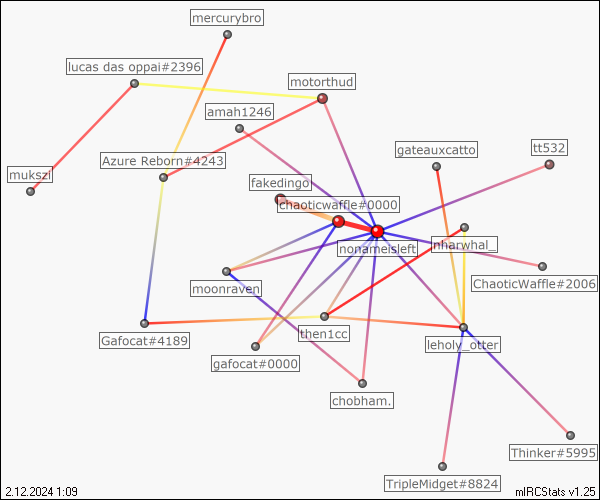 mercurybro
lucas das oppai#2396
motorthud
amah1246
gateauxcatto
tt532
Azure Reborn#4243
mukszi
fakedingo
chaoticwaffle#0000
nonameisleft
nharwhal_
moonraven
ChaoticWaffle#2006
Gafocat#4189
then1cc
leholy_otter
gafocat#0000
chobham.
Thinker#5995
TripleMidget#8824
2.12.2024 1:09
mIRCStats v1.25